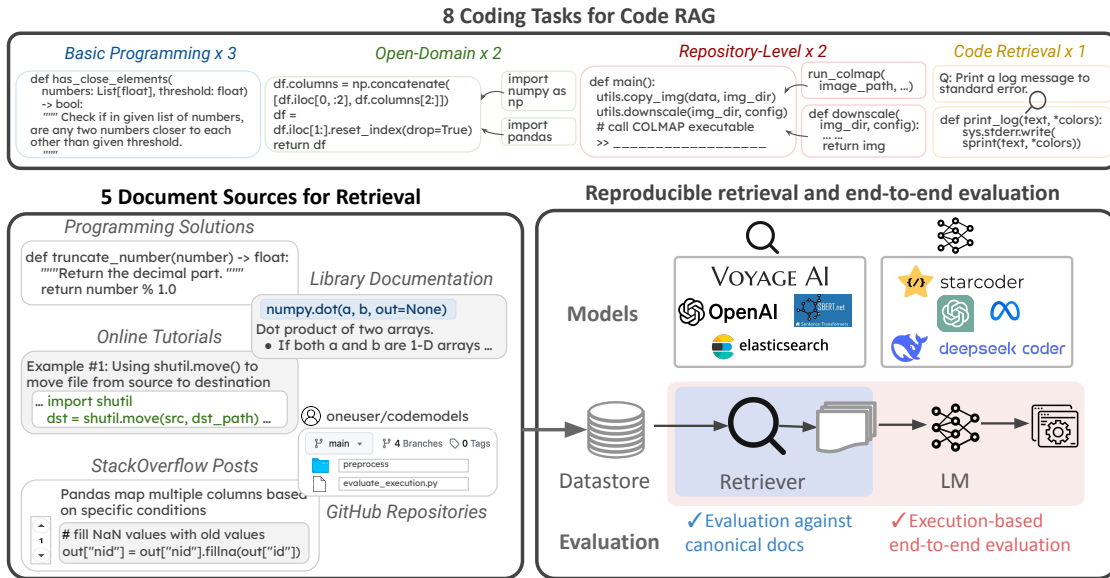 8 Coding Tasks for Code RAG
Basic Programming x 3
def has_close_elements(
numbers: List[float], threshold: float)
-> bool:
""" Check if in given list of numbers,
are any two numbers closer to each
other than given threshold.
"""
Open-Domain x 2
df.columns = np.concatenate(
[df.iloc[0, :2], df.columns[2:]])
df =
df.iloc[1:].reset_index(drop=True)
return df
import
numpy as
np
import
pandas
Repository-Level x 2
def main():
utils.copy_img(data, img_dir)
utils.downscale(img_dir, config)
# call COLMAP executable
>> __________________
run_colmap(
image_path, ...)
def downscale(
img_dir, config):
... ...
return img
Code Retrieval x 1
Q: Print a log message to
standard error.
def print_log(text, *colors):
sys.stderr.write(
sprint(text, *colors))
5 Document Sources for Retrieval
Programming Solutions
def truncate_number(number) -> float:
"""Return the decimal part. """
return number % 1.0
Library Documentation
numpy.dot(a, b, out=None)
Dot product of two arrays.
● If both a and b are 1-D arrays ...
Online Tutorials
Example #1: Using shutil.move() to
move file from source to destination
... import shutil
dst = shutil.move(src, dst_path) ...
oneuser/codemodels
main
4 Branches
0 Tags
preprocess
evaluate_execution.py
GitHub Repositories
StackOverflow Posts
Pandas map multiple columns based
on specific conditions
1
# fill NaN values with old values
out["nid"] = out["nid"].fillna(out["id"])
Reproducible retrieval and end-to-end evaluation
Models
VOYAGE AI
OpenAI
SBERT.net
Sentence Transformers
elasticsearch
{/}
starcoder
deepseek coder
Datastore
Retriever
LM
Evaluation
✓Evaluation against
canonical docs
✓Execution-based
end-to-end evaluation